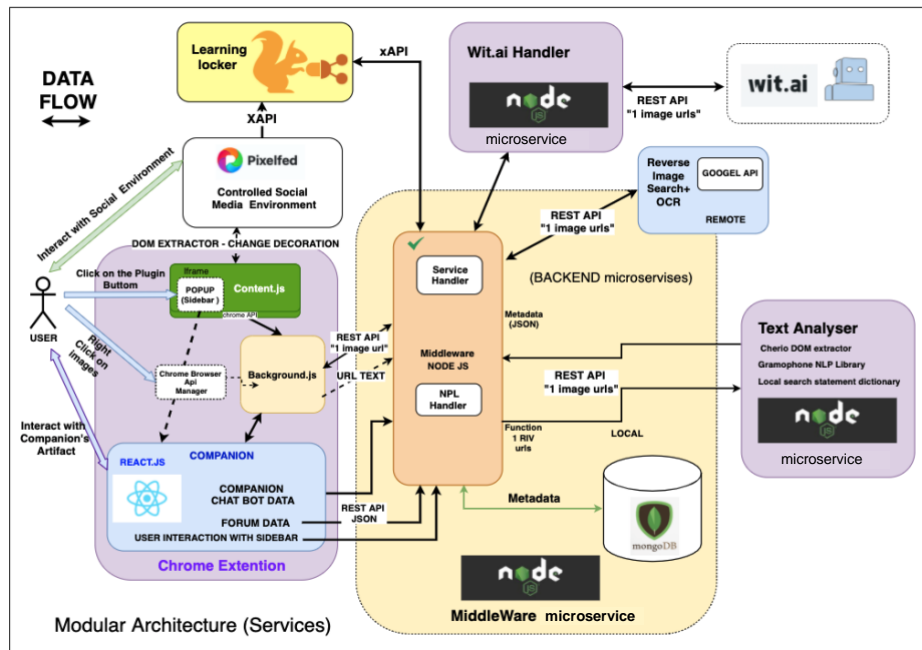 DATA
FLOW
Learning
locker
xAPI
Wit.ai Handler
node
JS
microservice
REST API
"1 image urls"
wit.ai
XAPI
Pixelfed
Controlled Social
Media Environment
Interact with Social Environment
Reverse
Image
Search+
OCR
GOOGEL API
REMOTE
REST API
"1 image urls"
DOM EXTRACTOR - CHANGE DECORATION
Iframe
Click on the Plugin
Buttom
POPUP
(Sidebar )
Content.js
chrome API
USER
Right
Click on
images
Chrome Browser
Api
Manager
Background.js
REST API
"1 image url"
URL TEXT
Service
Handler
(BACKEND microservises)
Metadata
(JSON)
Middleware
NODE JS
NPL
Handler
REST API
"1 image urls"
Function
1 RIV
urls
LOCAL
Text Analyser
Cherio DOM extractor
Gramophone NLP Library
Local search statement dictionary
node
JS
microservice
Interact with
Companion's
Artifact
REACT.JS
COMPANION
COMPANION
CHAT BOT DATA
FORUM DATA
USER INTERACTION WITH SIDEBAR
REST API
JSON
Chrome Extention
Metadata
mongoDB
node
JS
MiddleWare microservice
Modular Architecture (Services)